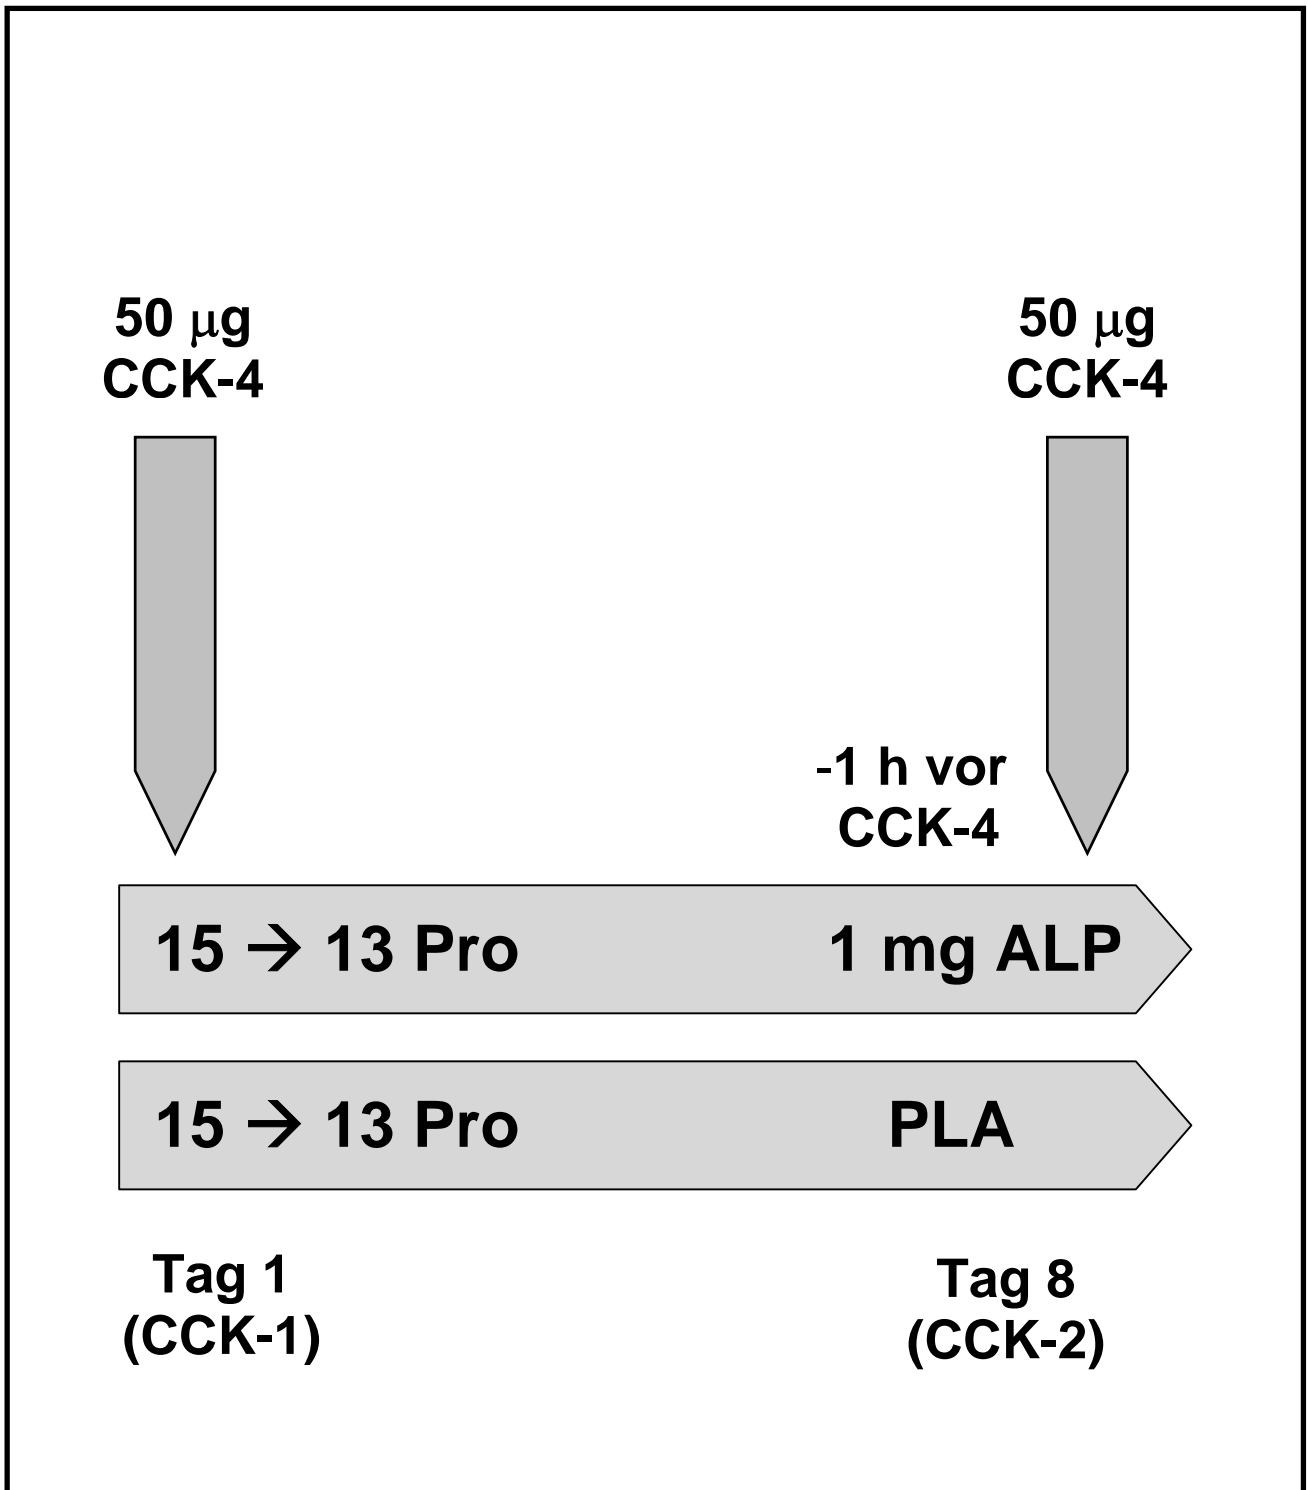 50 μg
CCK-4
50 μg
CCK-4
-1 h vor
CCK-4
15 → 13 Pro
1 mg ALP
15 → 13 Pro
PLA
Tag 1
(CCK-1)
Tag 8
(CCK-2)